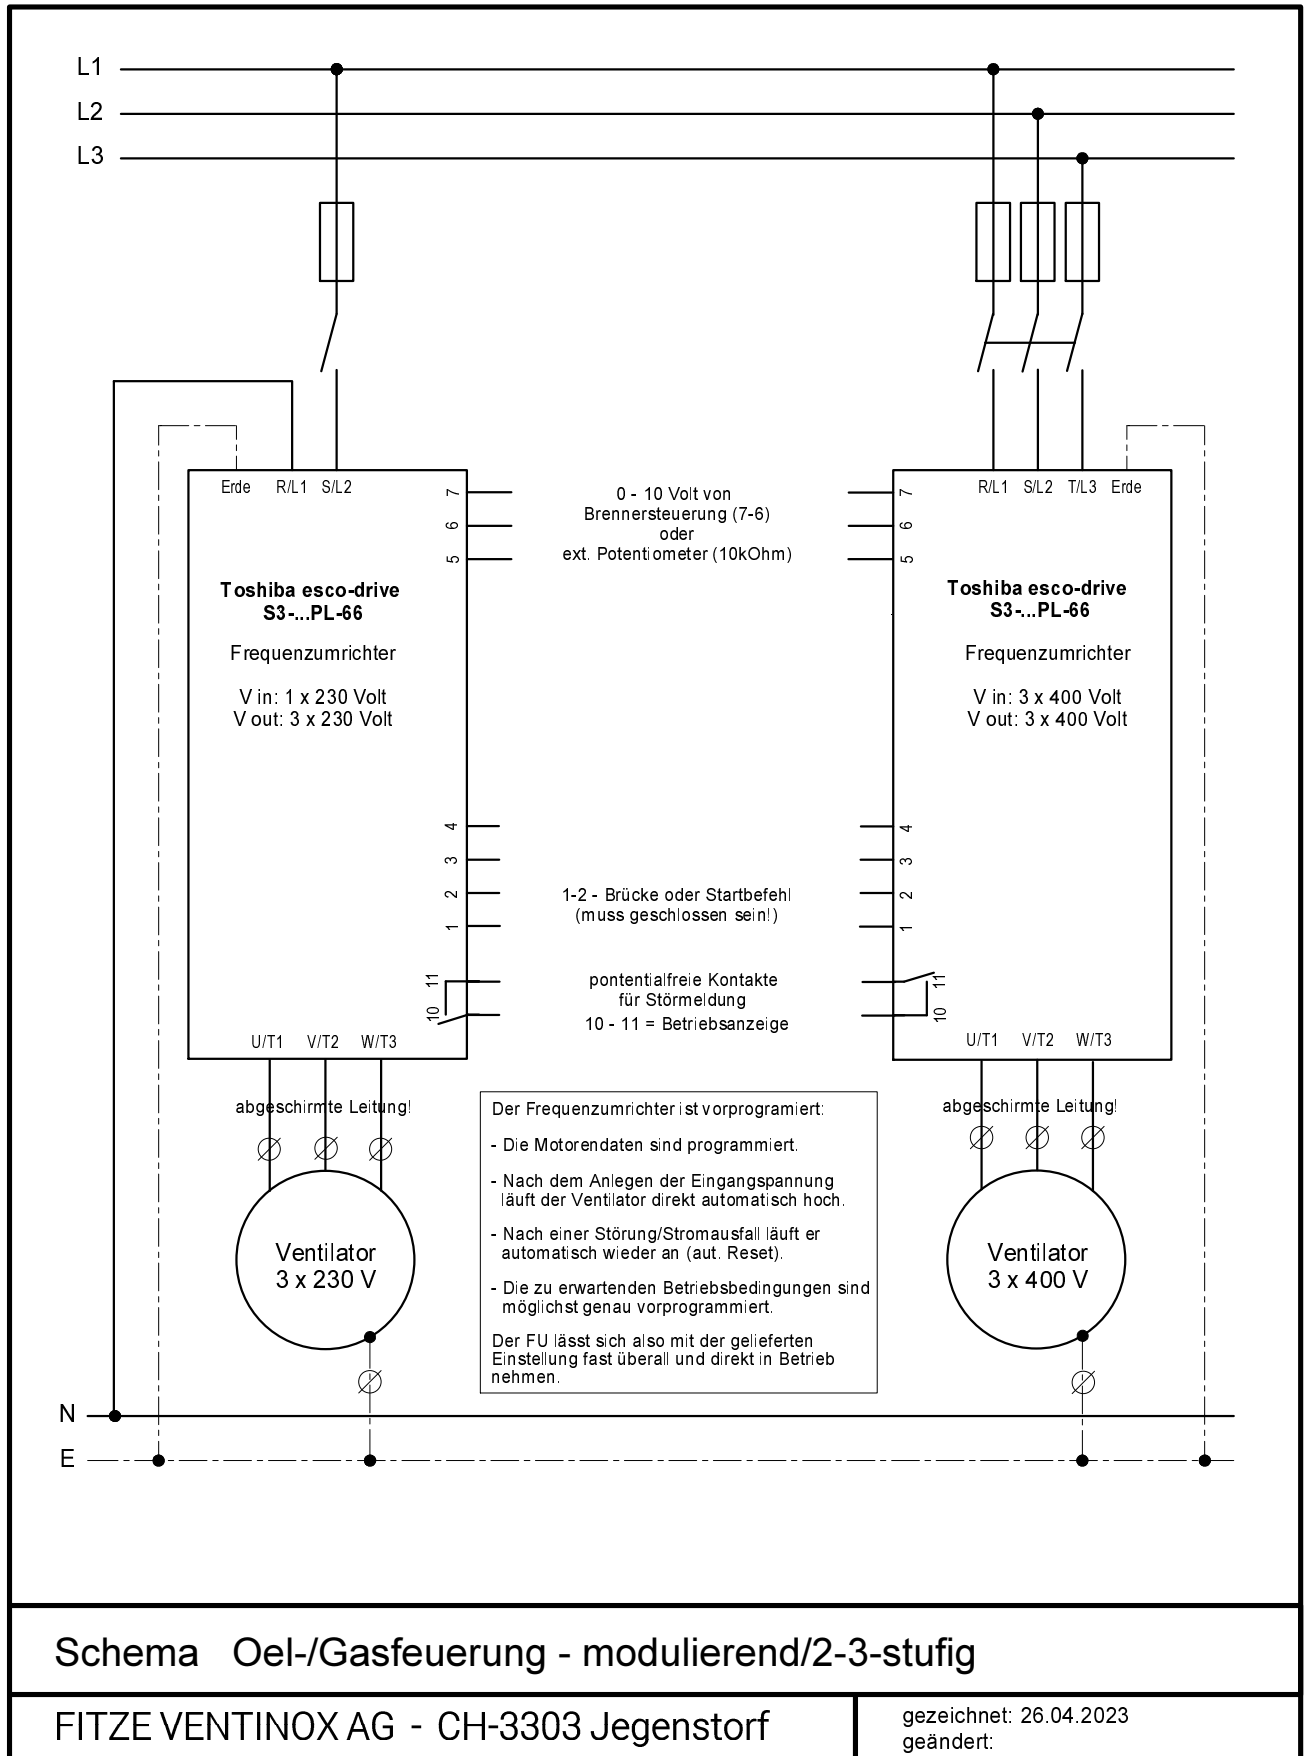 L1
L2
L3
Erde R/L1 S/L2
7
6
5
Toshiba esco-drive
S3-...PL-66
Frequenzumrichter
V in: 1 x 230 Volt
V out: 3 x 230 Volt
4
3
2
1
11
10
U/T1 V/T2 W/T3
abgeschirmte Leitung!
Ventilator
3 x 230 V
0 - 10 Volt von
Brennersteuerung (7-6)
oder
ext. Potentiometer (10kOhm)
1-2 - Brücke oder Startbefehl
(muss geschlossen sein!)
pontentialfreie Kontakte
für Störmeldung
10 - 11 = Betriebsanzeige
Der Frequenzumrichter ist vorprogramiert:
- Die Motorendaten sind programmiert.
- Nach dem Anlegen der Eingangspannung
läuft der Ventilator direkt automatisch hoch.
- Nach einer Störung/Stromausfall läuft er
automatisch wieder an (aut. Reset).
- Die zu erwartenden Betriebsbedingungen sind
möglichst genau vorprogrammiert.
Der FU lässt sich also mit der gelieferten
Einstellung fast überall und direkt in Betrieb
nehmen.
R/L1 S/L2 T/L3 Erde
7
6
5
Toshiba esco-drive
S3-...PL-66
Frequenzumrichter
V in: 3 x 400 Volt
V out: 3 x 400 Volt
4
3
2
1
11
10
U/T1 V/T2 W/T3
abgeschirmte Leitung!
Ventilator
3 x 400 V
N
E
Schema Oel-/Gasfeuerung - modulierend/2-3-stufig
FITZE VENTINOX AG - CH-3303 Jegenstorf
gezeichnet: 26.04.2023
geändert: